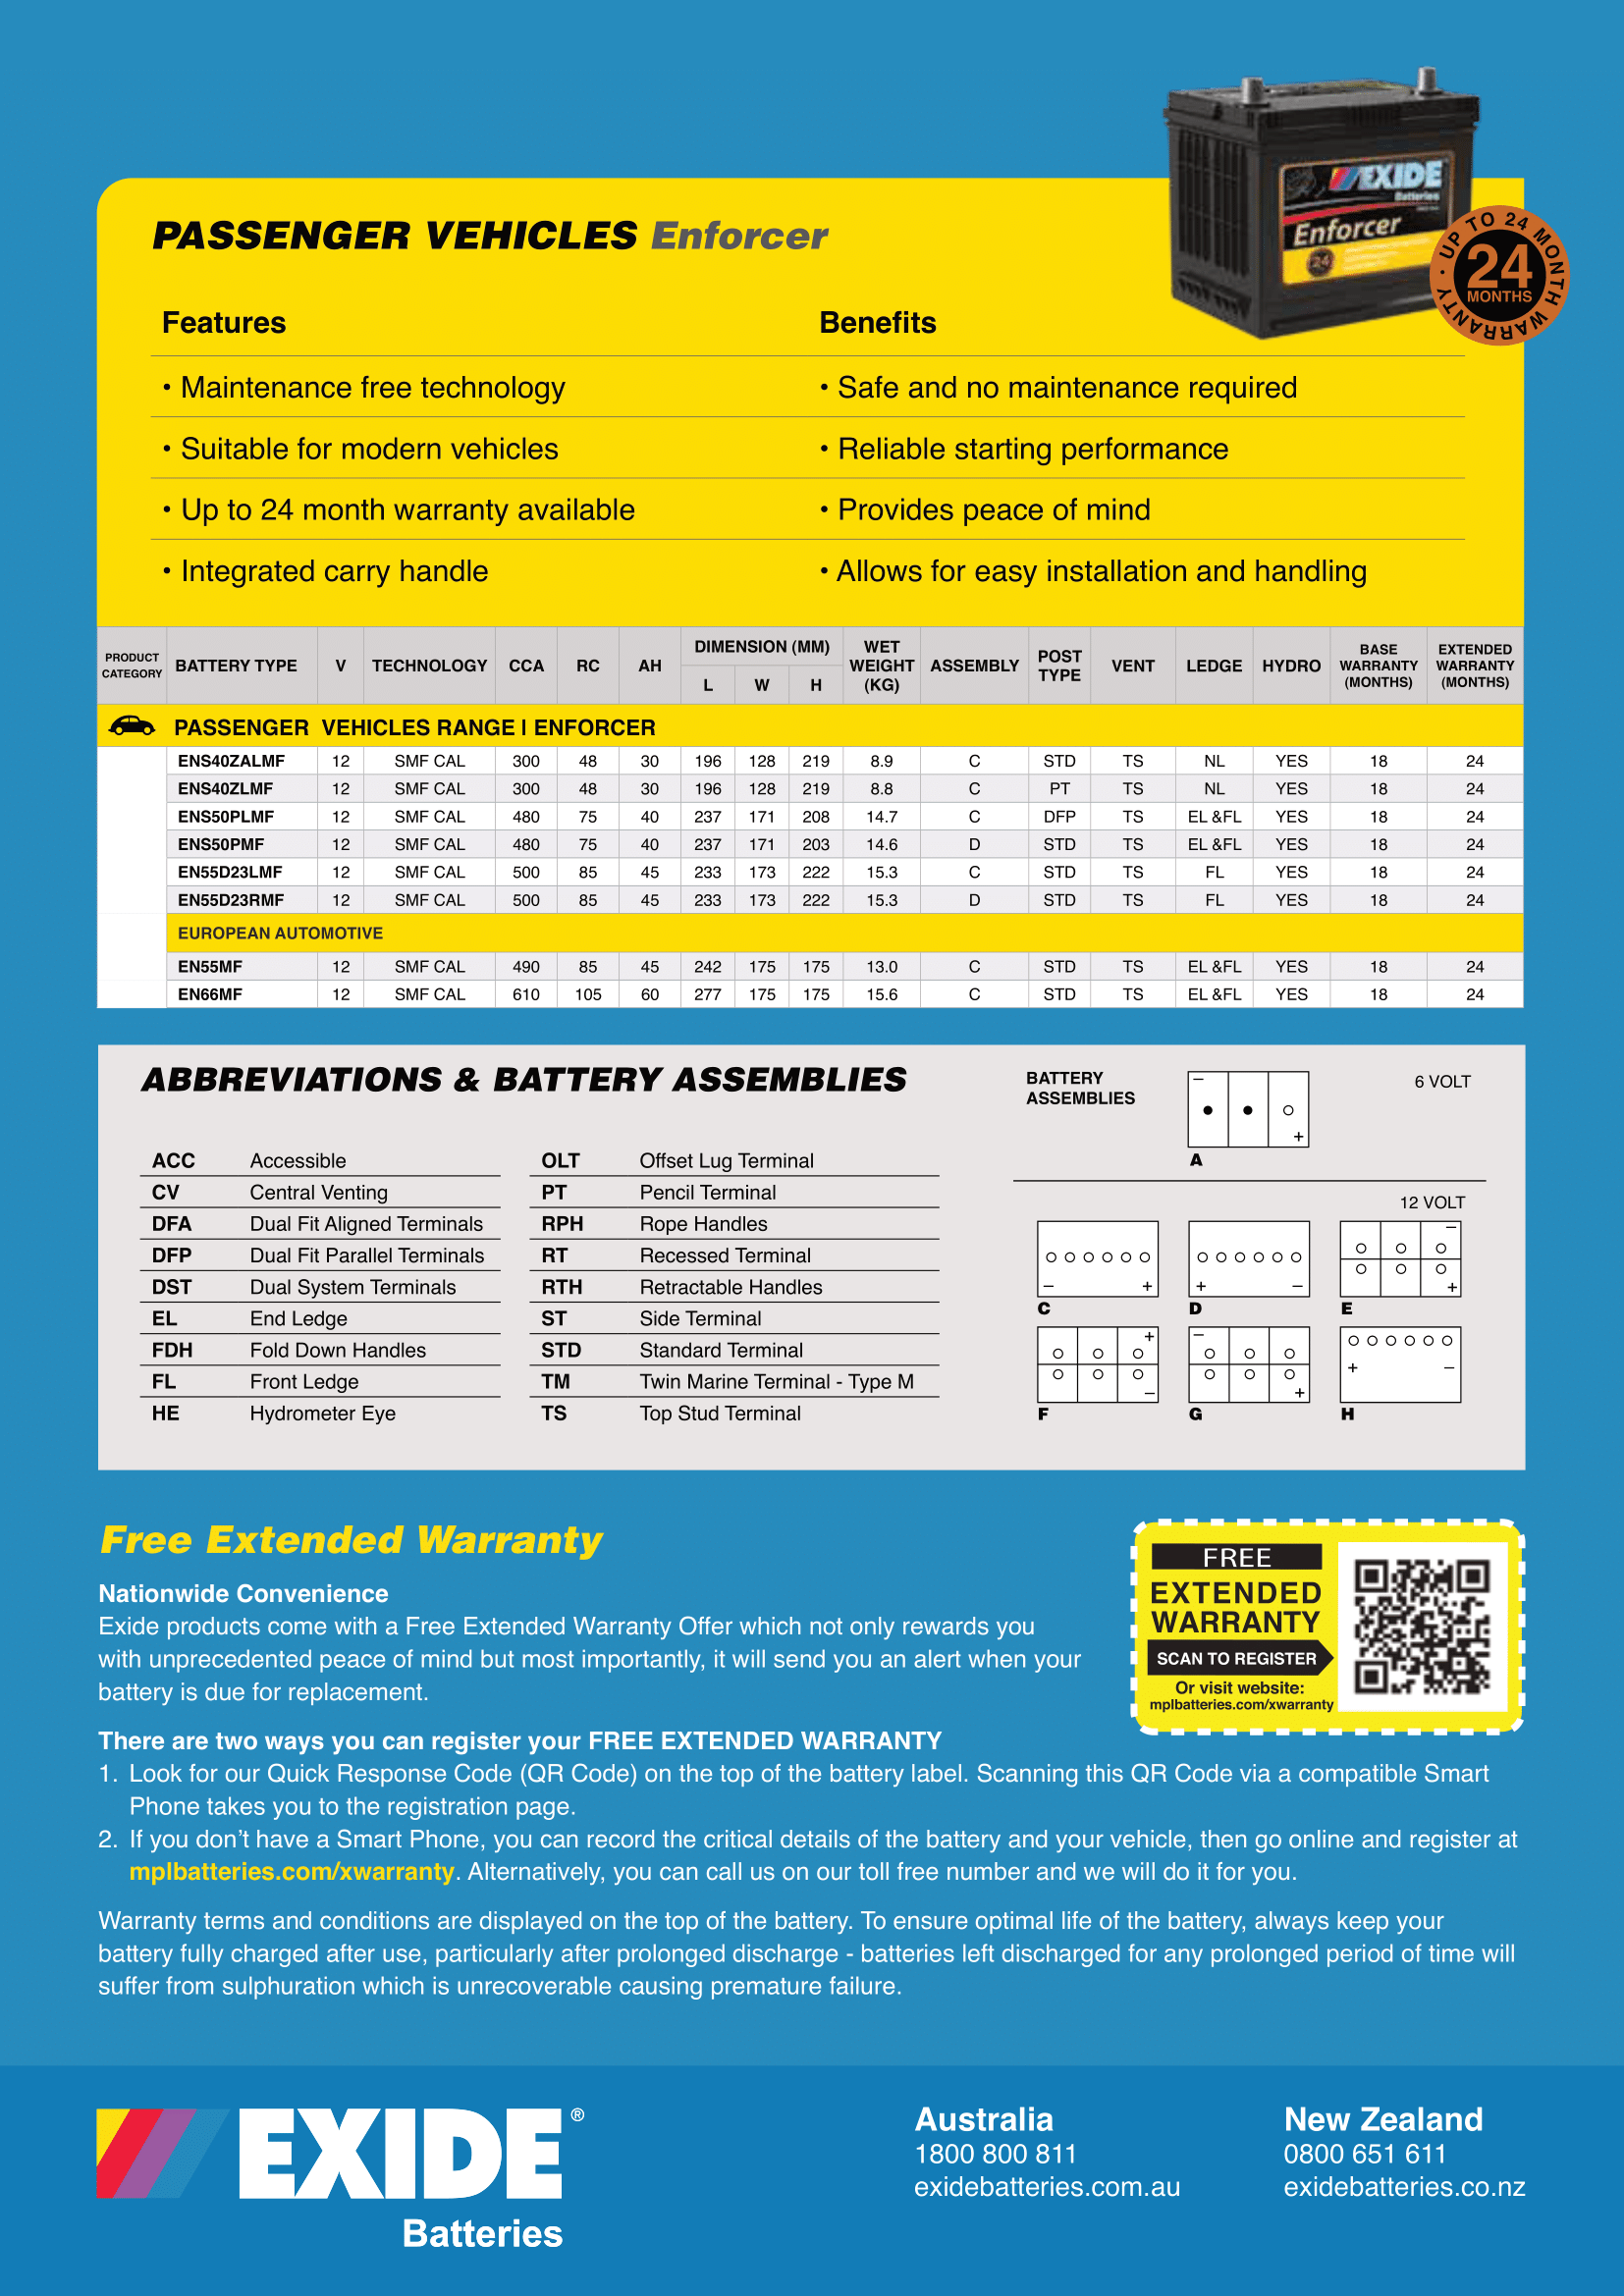 EXIDE
Batteries
Enforcer
24
UP TO 24 MONTH WARRANTY
24
MONTHS
PASSENGER VEHICLES Enforcer
Features
Benefits
• Maintenance free technology
• Safe and no maintenance required
• Suitable for modern vehicles
• Reliable starting performance
• Up to 24 month warranty available
• Provides peace of mind
• Integrated carry handle
• Allows for easy installation and handling
PRODUCT CATEGORY BATTERY TYPE V TECHNOLOGY CCA RC AH DIMENSION (MM) L W H WET WEIGHT (KG) ASSEMBLY POST TYPE VENT LEDGE HYDRO BASE WARRANTY (MONTHS) EXTENDED WARRANTY (MONTHS)
PASSENGER VEHICLES RANGE | ENFORCER
ENS40ZALMF 12 SMF CAL 300 48 30 196 128 219 8.9 C STD TS NL YES 18 24
ENS40ZLMF 12 SMF CAL 300 48 30 196 128 219 8.8 C PT TS NL YES 18 24
ENS50PLMF 12 SMF CAL 480 75 40 237 171 208 14.7 C DFP TS EL &FL YES 18 24
ENS50PMF 12 SMF CAL 480 75 40 237 171 203 14.6 D STD TS EL &FL YES 18 24
EN55D23LMF 12 SMF CAL 500 85 45 233 173 222 15.3 C STD TS FL YES 18 24
EN55D23RMF 12 SMF CAL 500 85 45 233 173 222 15.3 D STD TS FL YES 18 24
EUROPEAN AUTOMOTIVE
EN55MF 12 SMF CAL 490 85 45 242 175 175 13.0 C STD TS EL &FL YES 18 24
EN66MF 12 SMF CAL 610 105 60 277 175 175 15.6 C STD TS EL &FL YES 18 24
ABBREVIATIONS & BATTERY ASSEMBLIES
ACC Accessible
CV Central Venting
DFA Dual Fit Aligned Terminals
DFP Dual Fit Parallel Terminals
DST Dual System Terminals
EL End Ledge
FDH Fold Down Handles
FL Front Ledge
HE Hydrometer Eye
OLT Offset Lug Terminal
PT Pencil Terminal
RPH Rope Handles
RT Recessed Terminal
RTH Retractable Handles
ST Side Terminal
STD Standard Terminal
TM Twin Marine Terminal - Type M
TS Top Stud Terminal
BATTERY
ASSEMBLIES
6 VOLT
– +
A
12 VOLT
– +
+ –
– +
C D E
+ –
– +
+ –
F G H
Free Extended Warranty
Nationwide Convenience
Exide products come with a Free Extended Warranty Offer which not only rewards you
with unprecedented peace of mind but most importantly, it will send you an alert when your
battery is due for replacement.
FREE
EXTENDED
WARRANTY
SCAN TO REGISTER
Or visit website:
mplbatteries.com/xwarranty
There are two ways you can register your FREE EXTENDED WARRANTY
1. Look for our Quick Response Code (QR Code) on the top of the battery label. Scanning this QR Code via a compatible Smart
Phone takes you to the registration page.
2. If you don't have a Smart Phone, you can record the critical details of the battery and your vehicle, then go online and register at
mplbatteries.com/xwarranty. Alternatively, you can call us on our toll free number and we will do it for you.
Warranty terms and conditions are displayed on the top of the battery. To ensure optimal life of the battery, always keep your
battery fully charged after use, particularly after prolonged discharge - batteries left discharged for any prolonged period of time will
suffer from sulphuration which is unrecoverable causing premature failure.
EXIDE®
Batteries
Australia
1800 800 811
exidebatteries.com.au
New Zealand
0800 651 611
exidebatteries.co.nz